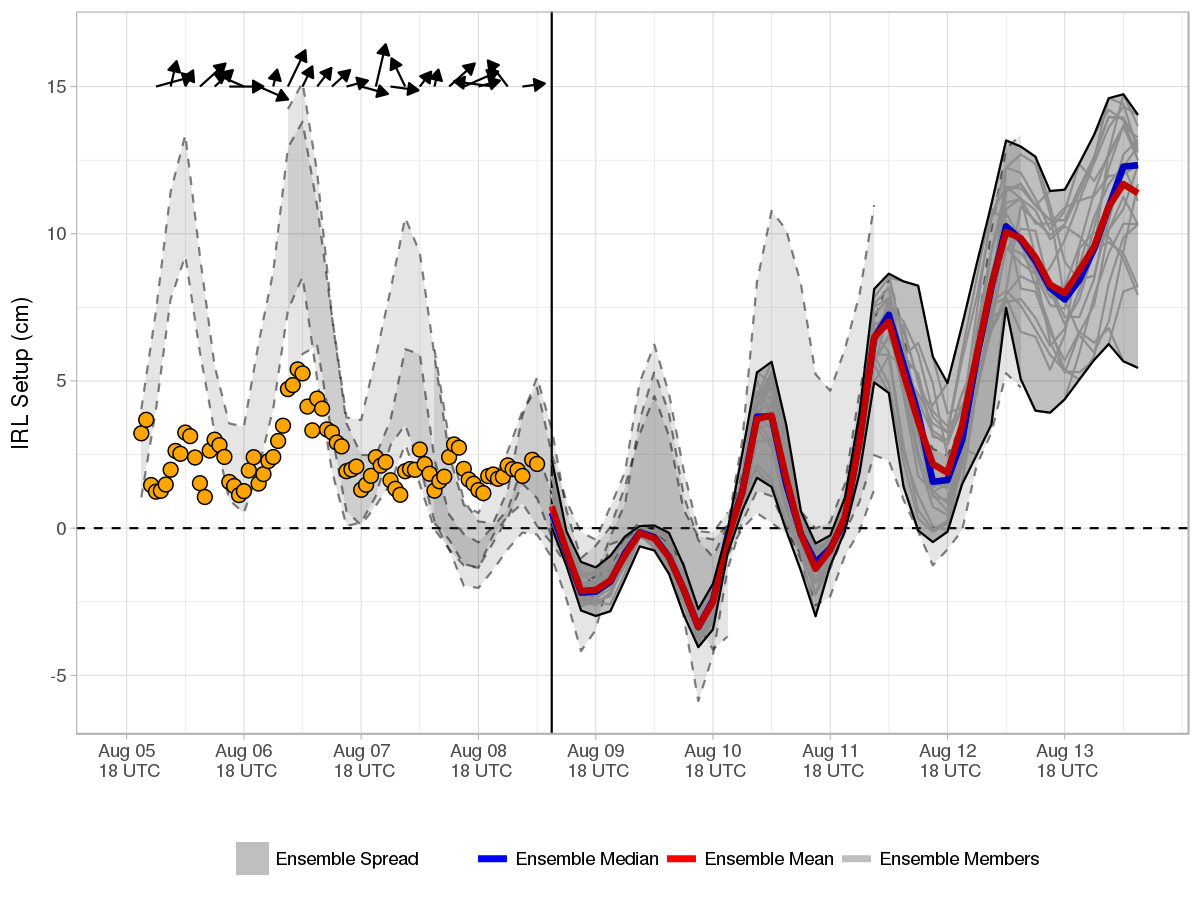 IRL Setup (cm)
15
10
5
0
-5
Aug 05
18 UTC
Aug 06
18 UTC
Aug 07
18 UTC
Aug 08
18 UTC
Aug 09
18 UTC
Aug 10
18 UTC
Aug 11
18 UTC
Aug 12
18 UTC
Aug 13
18 UTC
Ensemble Spread
Ensemble Median
Ensemble Mean
Ensemble Members